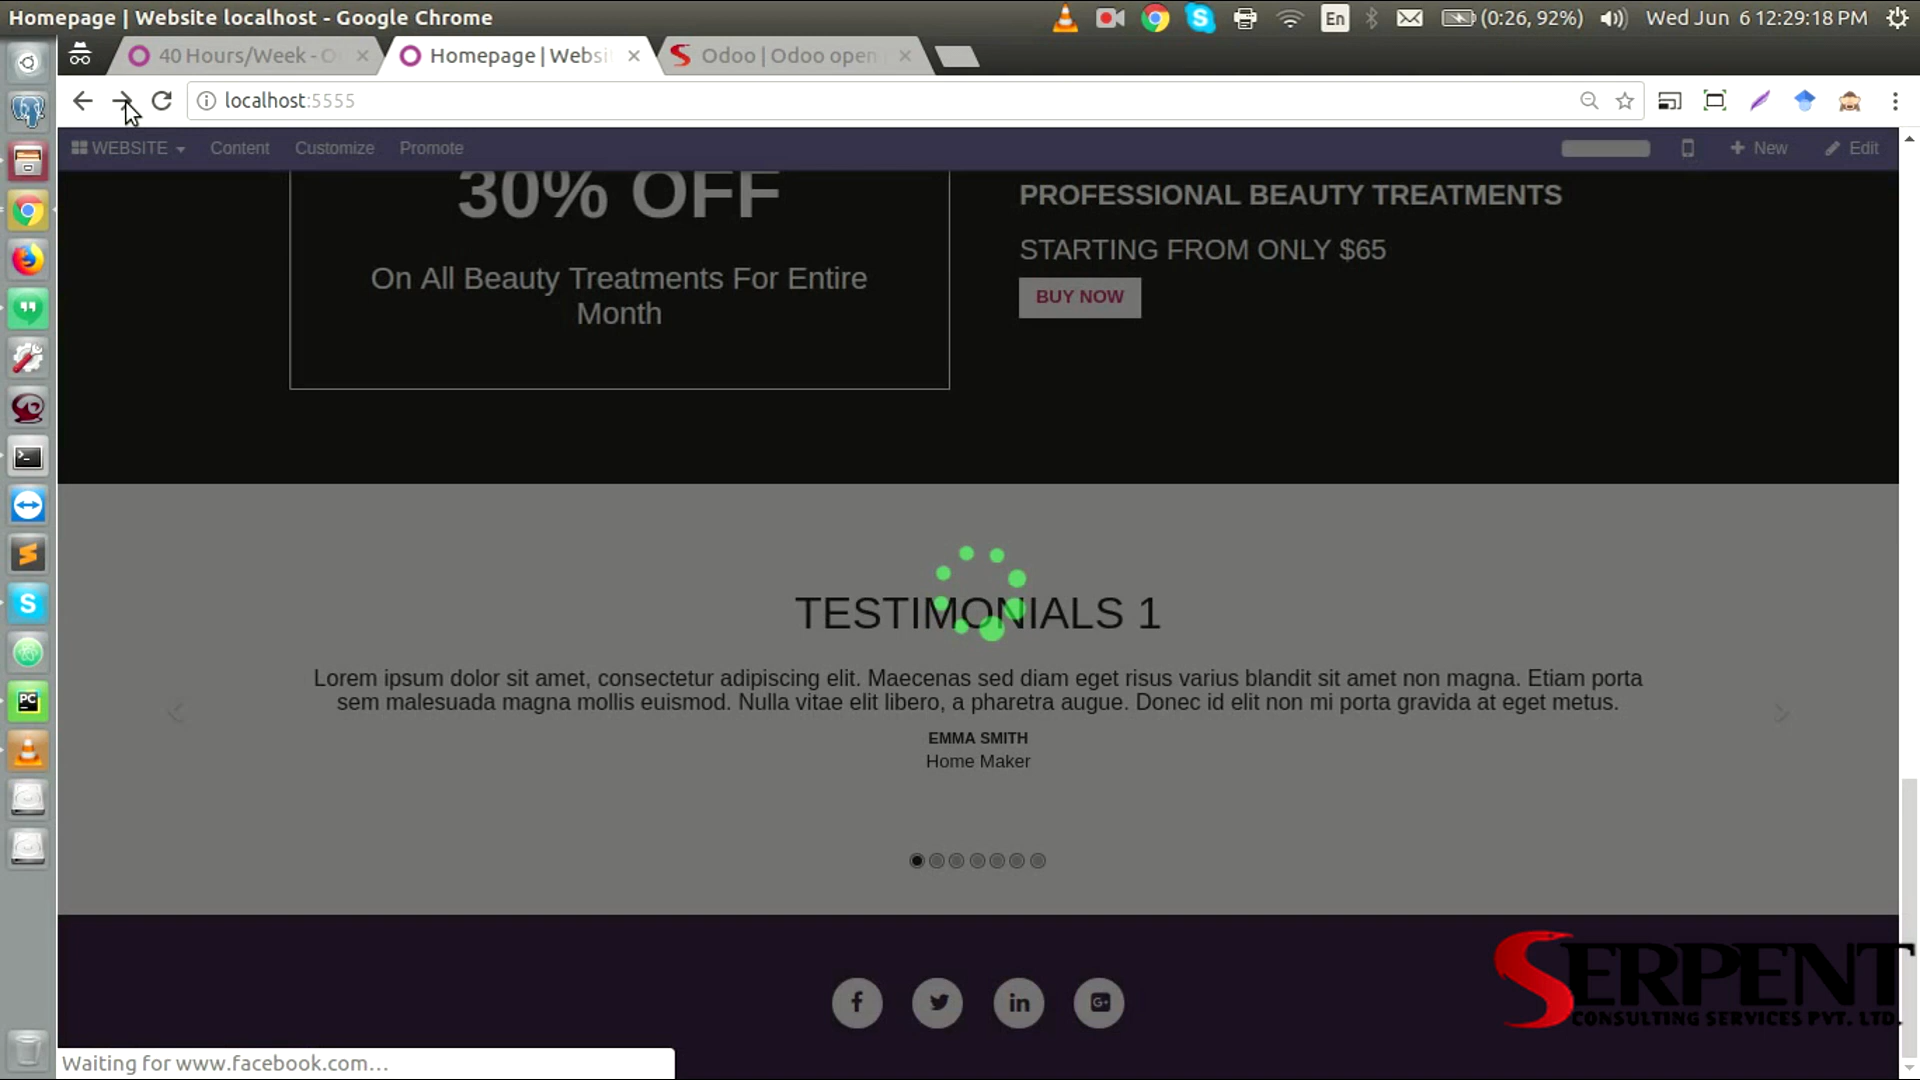 Homepage | Website localhost - Google Chrome
En
(0:26, 92%)
Wed Jun 6 12:29:18 PM
40 Hours/Week - O
Homepage | Websi
Odoo | Odoo open
localhost:5555
WEBSITE
Content
Customize
Promote
New
Edit
30% OFF
On All Beauty Treatments For Entire
Month
PROFESSIONAL BEAUTY TREATMENTS
STARTING FROM ONLY $65
BUY NOW
TESTIMONIALS 1
Lorem ipsum dolor sit amet, consectetur adipiscing elit. Maecenas sed diam eget risus varius blandit sit amet non magna. Etiam porta
sem malesuada magna mollis euismod. Nulla vitae elit libero, a pharetra augue. Donec id elit non mi porta gravida at eget metus.
EMMA SMITH
Home Maker
SERPENT
CONSULTING SERVICES PVT. LTD.
Waiting for www.facebook.com...
PC